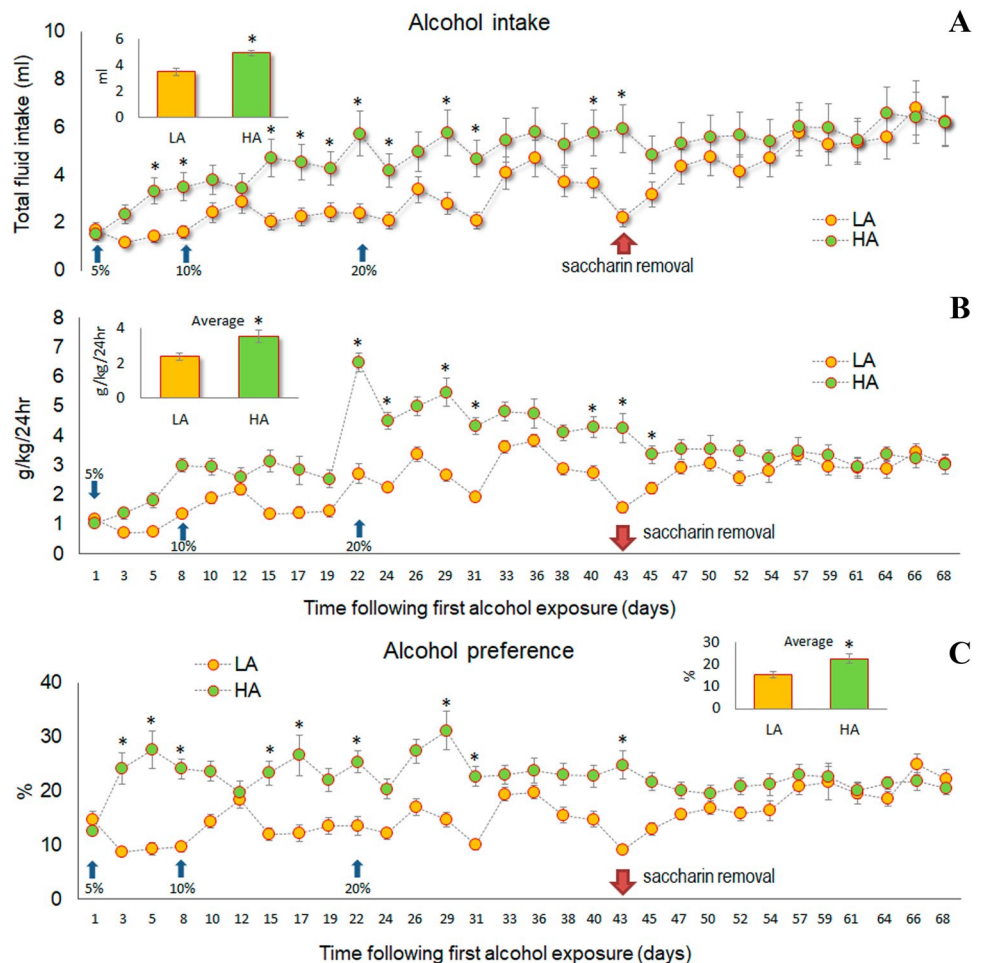 Alcohol intake
A
Total fluid intake (ml)
10
8
6
4
2
0
ml
6
4
2
0
*
LA HA
* * * * * * * * * * *
LA
HA
5% 10% 20%
saccharin removal
B
g/kg/24hr
8
7
6
5
4
3
2
1
0
Average
g/kg/24hr
4
2
0
*
LA HA
* * * * * * *
LA
HA
5%
10% 20%
saccharin removal
1 3 5 8 10 12 15 17 19 22 24 26 29 31 33 36 38 40 43 45 47 50 52 54 57 59 61 64 66 68
Time following first alcohol exposure (days)
Alcohol preference
C
%
40
30
20
10
0
LA
HA
Average
%
30
20
10
0
*
LA HA
* * * * * * * * *
5% 10% 20%
saccharin removal
1 3 5 8 10 12 15 17 19 22 24 26 29 31 33 36 38 40 43 45 47 50 52 54 57 59 61 64 66 68
Time following first alcohol exposure (days)